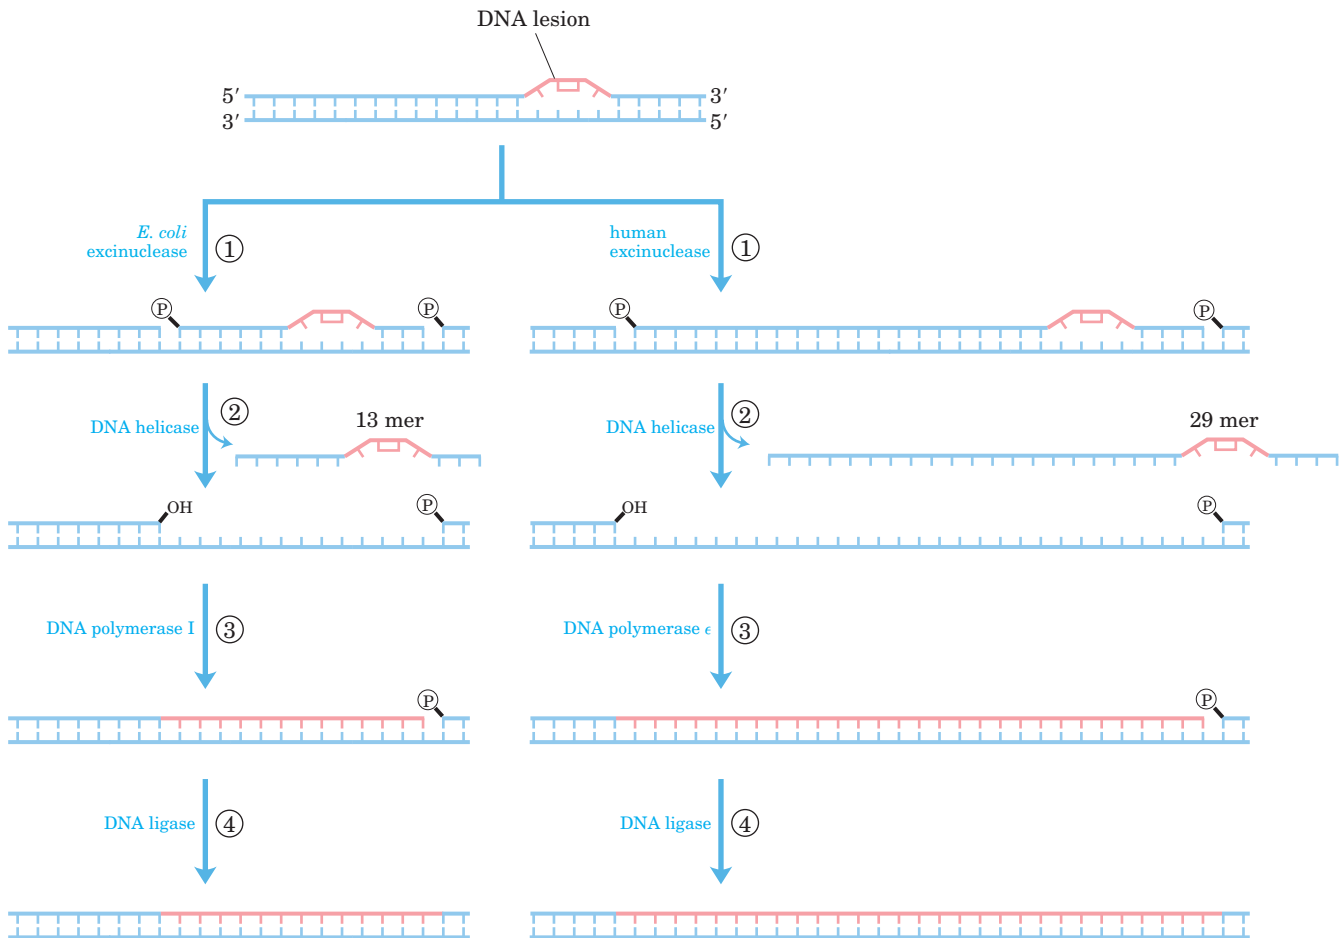 DNA lesion
5′ 3′
3′ 5′
E. coli
excinuclease
1
human
excinuclease
1
P P
P P
DNA helicase
2
13 mer
DNA helicase
2
29 mer
OH P
OH P
DNA polymerase I
3
DNA polymerase ϵ
3
P
P
DNA ligase
4
DNA ligase
4